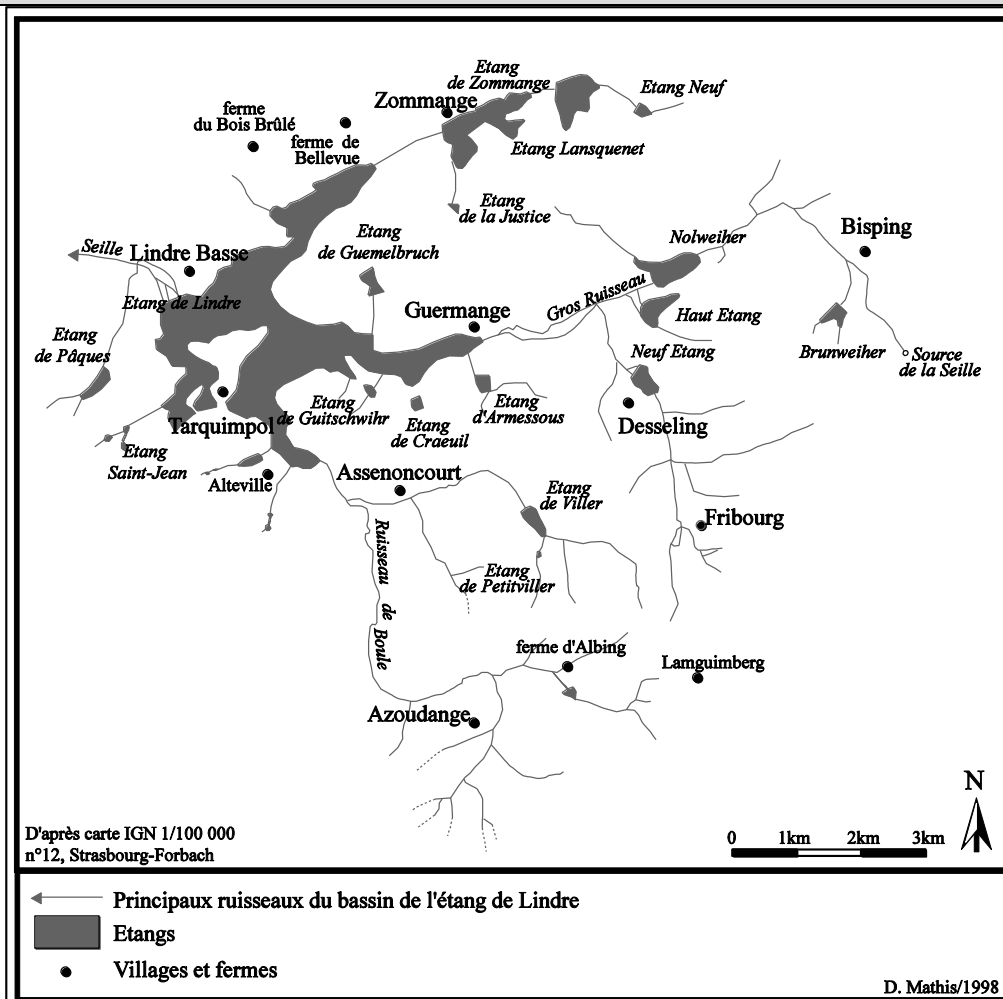 Etang
de Zommange
Etang Neuf
Zommange
ferme
du Bois Brûlé
ferme de
Bellevue
Etang Lansquenet
Etang
de la Justice
Etang
de Guemelbruch
Nolweiher
Bisping
Seille
Lindre Basse
Etang de Lindre
Gros Ruisseau
Guermange
Haut Etang
Etang
de Pâques
Neuf Etang
Brunweiher
Source
de la Seille
Etang
de Guitschwihr
Etang
d'Armessous
Etang
de Craeuil
Tarquimpol
Desseling
Etang
Saint-Jean
Alteville
Assenoncourt
Etang
de Viller
Fribourg
Ruisseau de Boule
Etang
de Petitviller
ferme d'Albing
Lamguimberg
Azoudange
N
D'après carte IGN 1/100 000
n°12, Strasbourg-Forbach
0 1km 2km 3km
Principaux ruisseaux du bassin de l'étang de Lindre
Etangs
Villages et fermes
D. Mathis/1998